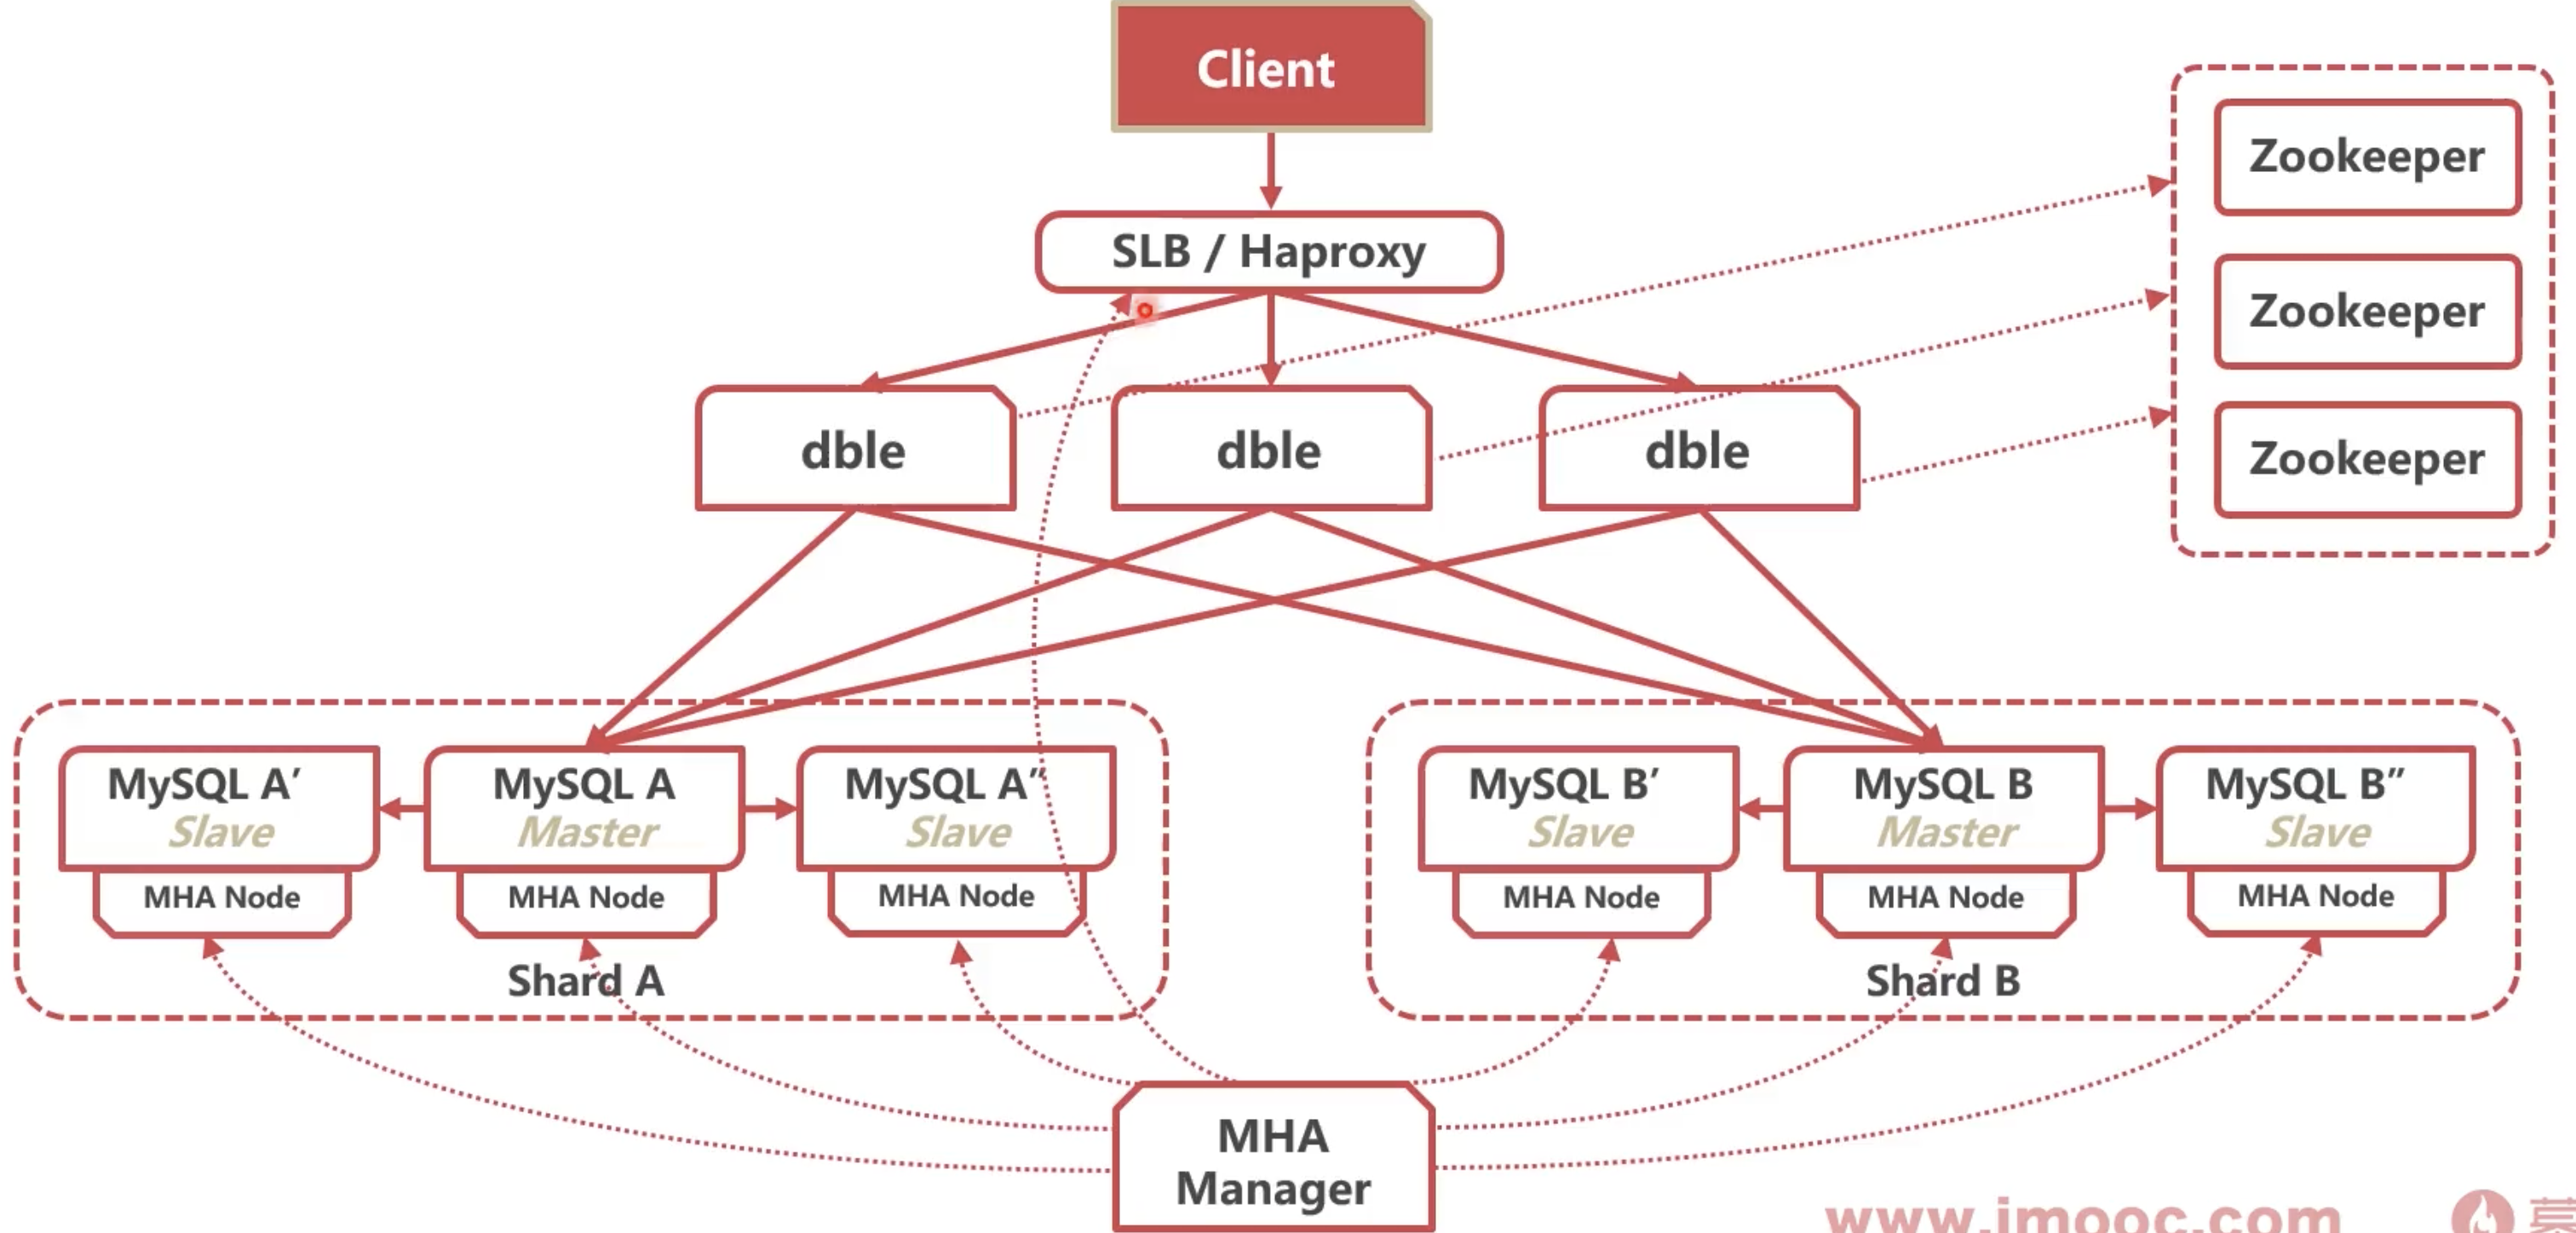 Client
SLB / Haproxy
Zookeeper
Zookeeper
Zookeeper
dble
dble
dble
MySQL A′
Slave
MHA Node
MySQL A
Master
MHA Node
MySQL A″
Slave
MHA Node
Shard A
MySQL B′
Slave
MHA Node
MySQL B
Master
MHA Node
MySQL B″
Slave
MHA Node
Shard B
MHA
Manager
www.imooc.com